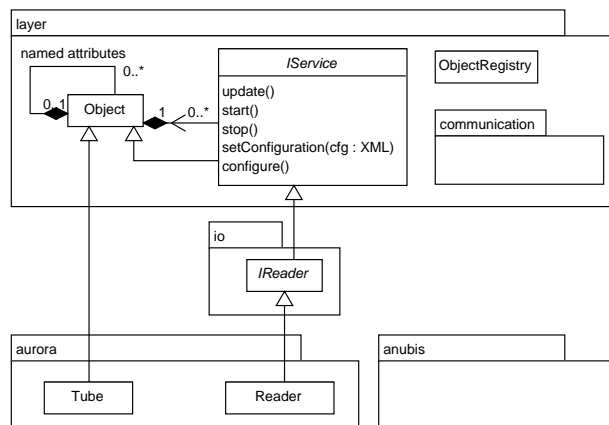 layer
named attributes
0..*
0..1
Object
1
0..*
IService
update()
start()
stop()
setConfiguration(cfg : XML)
configure()
ObjectRegistry
communication
io
IReader
aurora
Tube
Reader
anubis